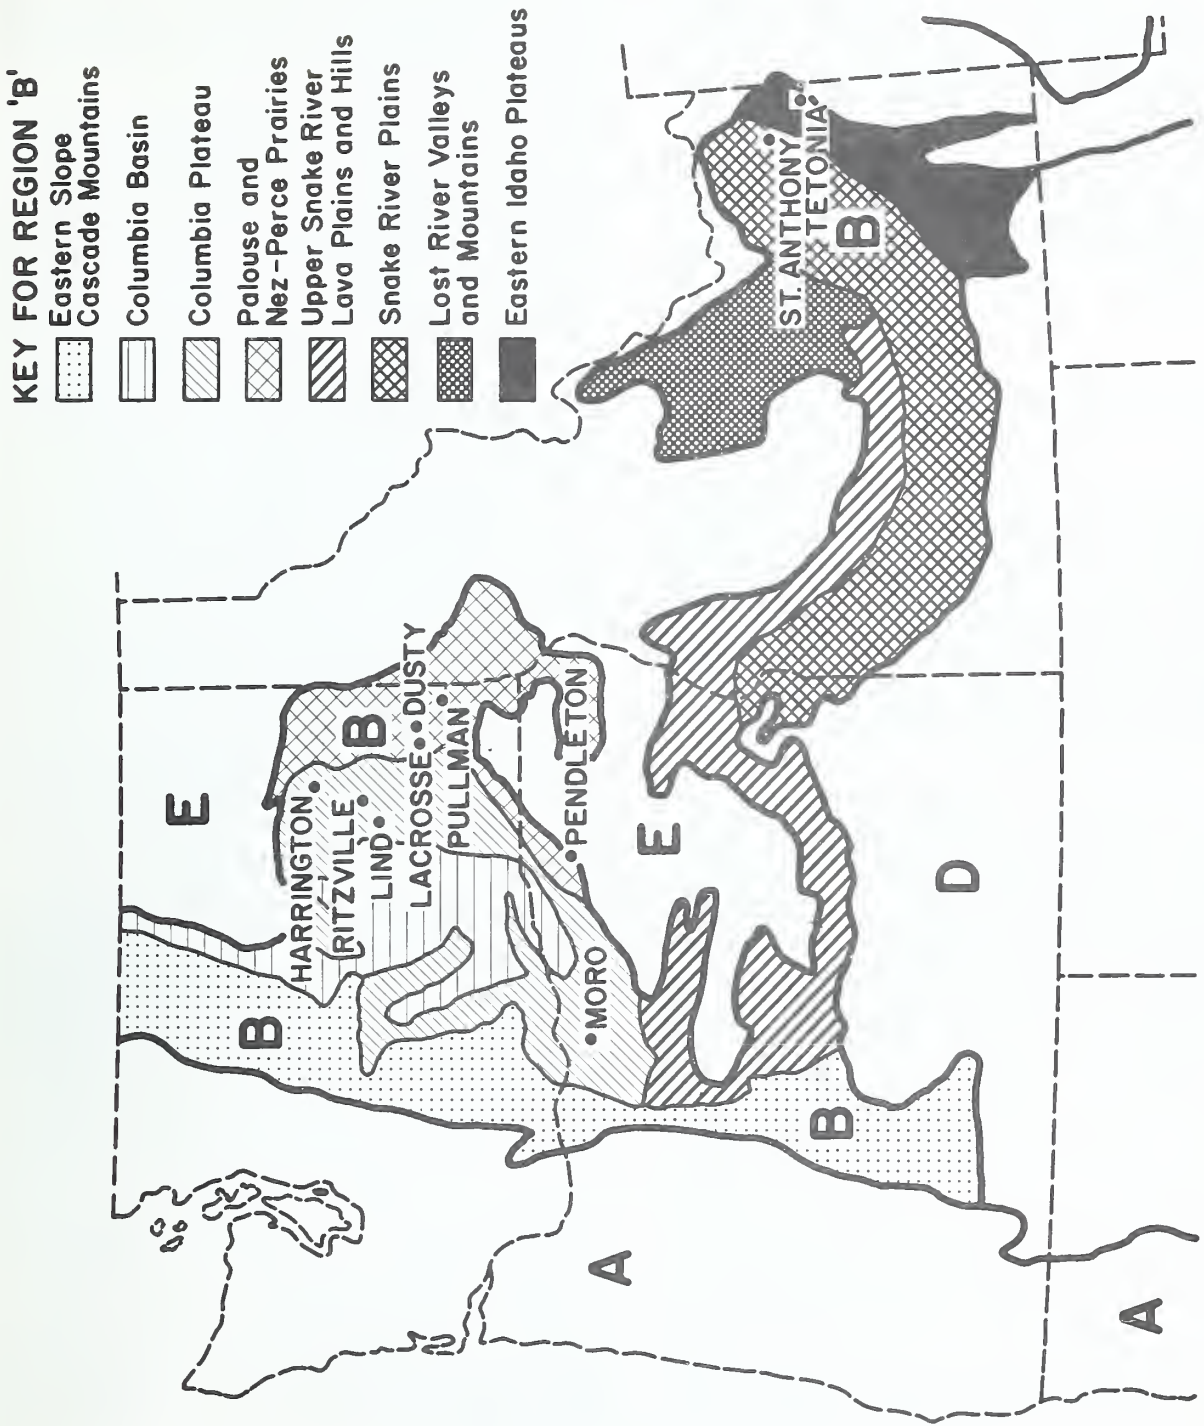 KEY FOR REGION 'B'
Eastern Slope
Cascade Mountains
Columbia Basin
Columbia Plateau
Palouse and
Nez-Perce Prairies
Upper Snake River
Lava Plains and Hills
Snake River Plains
Lost River Valleys
and Mountains
Eastern Idaho Plateaus
E
B
B
HARRINGTON
RITZVILLE
LIND
LACROSSE
DUSTY
PULLMAN
PENDLETON
MORO
A
E
B
D
ST. ANTHONY
TETONIA
B
A